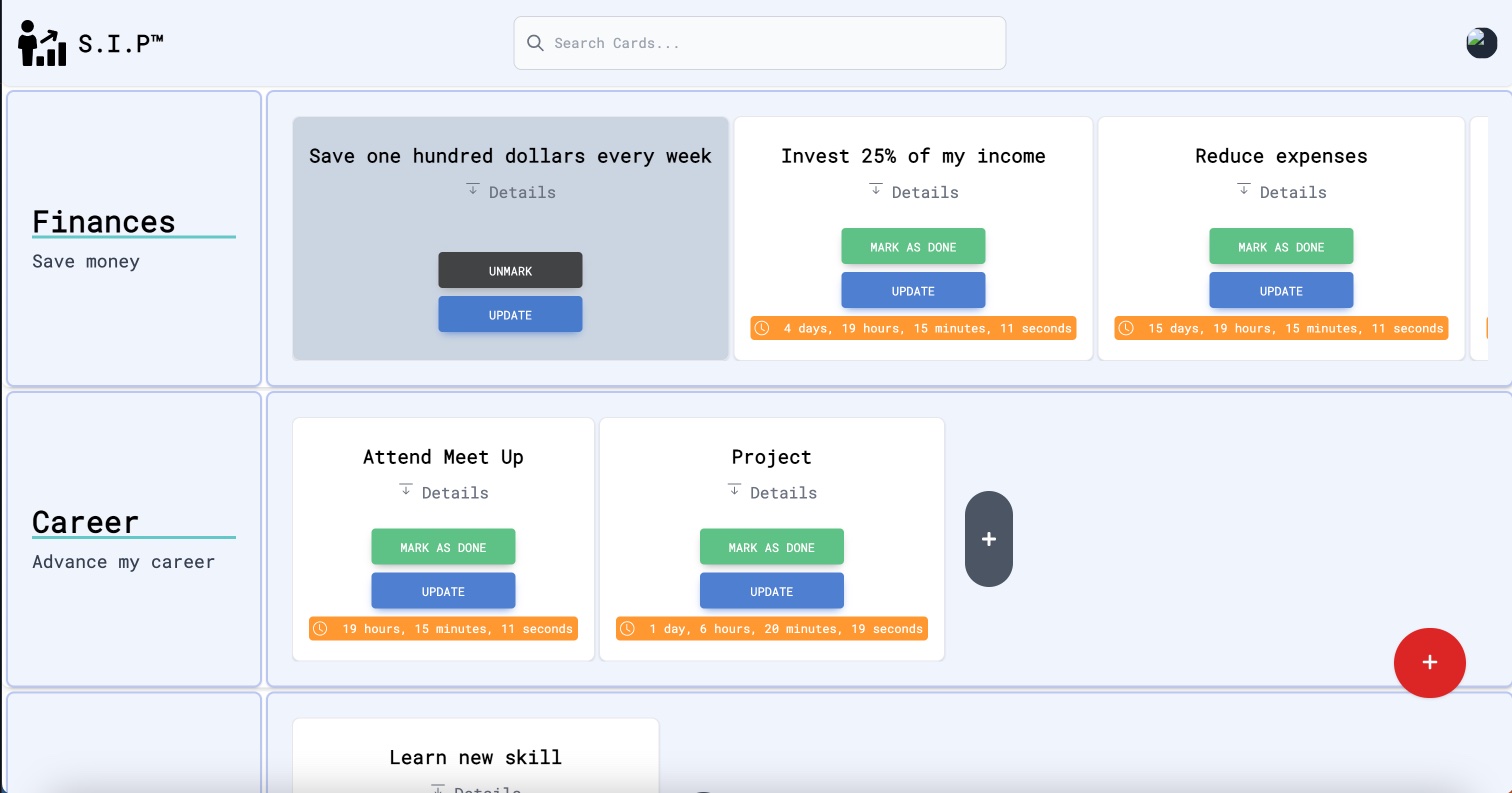 S.I.P™
Search Cards...
Finances
Save money
Save one hundred dollars every week
Details
UNMARK
UPDATE
Invest 25% of my income
Details
MARK AS DONE
UPDATE
4 days, 19 hours, 15 minutes, 11 seconds
Reduce expenses
Details
MARK AS DONE
UPDATE
15 days, 19 hours, 15 minutes, 11 seconds
Career
Advance my career
Attend Meet Up
Details
MARK AS DONE
UPDATE
19 hours, 15 minutes, 11 seconds
Project
Details
MARK AS DONE
UPDATE
1 day, 6 hours, 20 minutes, 19 seconds
+
+
Learn new skill
Details